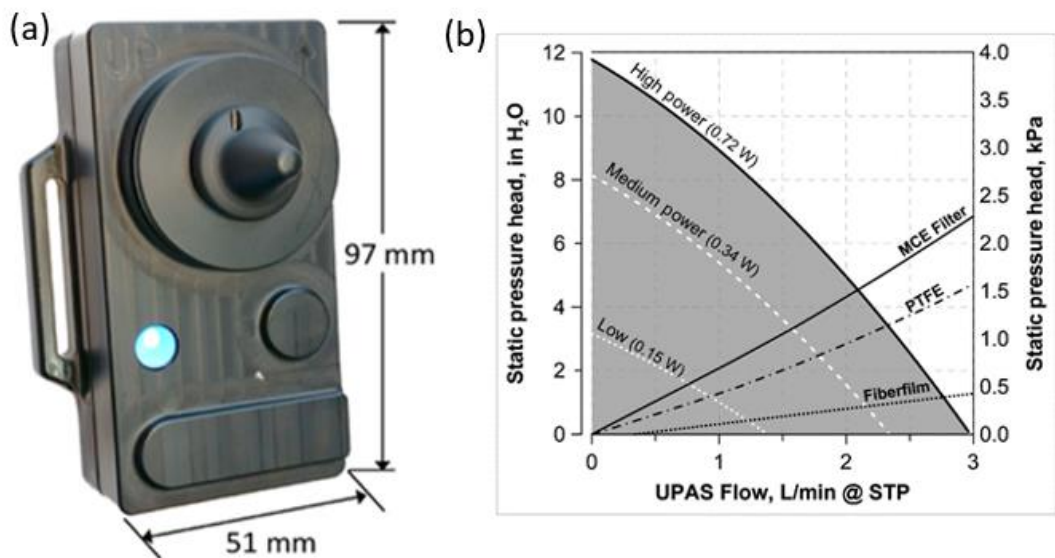 (a)
UP
97 mm
51 mm
(b)
Static pressure head, in H₂O
12
10
8
6
4
2
0
High power (0.72 W)
Medium power (0.34 W)
Low (0.15 W)
MCE Filter
PTFE
Fiberfilm
4.0
3.5
3.0
2.5
2.0
1.5
1.0
0.5
0.0
Static pressure head, kPa
0
1
2
3
UPAS Flow, L/min @ STP